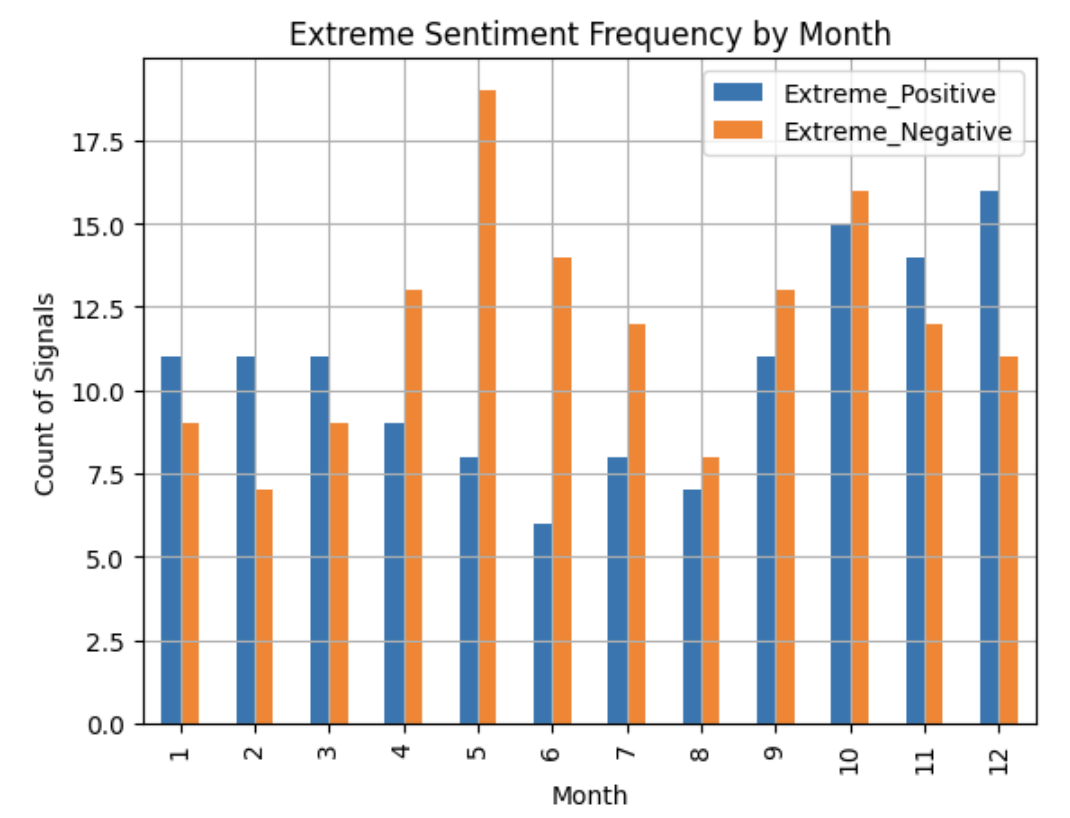 Extreme Sentiment Frequency by Month
Extreme_Positive
Extreme_Negative
Count of Signals
17.5
15.0
12.5
10.0
7.5
5.0
2.5
0.0
1 2 3 4 5 6 7 8 9 10 11 12
Month